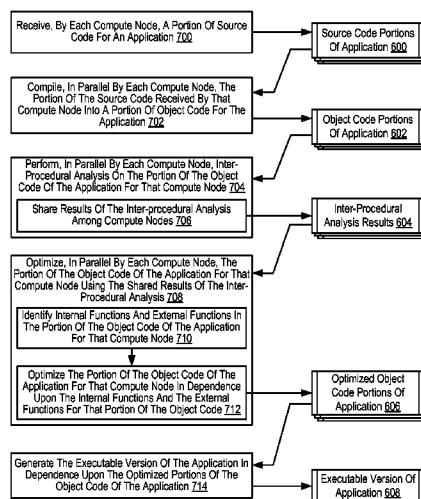 Receive, By Each Compute Node, A Portion Of Source
Code For An Application 700
Source Code Portions
Of Application 600
Compile, In Parallel By Each Compute Node, The
Portion Of The Source Code Received By That
Compute Node Into A Portion Of Object Code For The
Application 702
Object Code Portions
Of Application 602
Perform, In Parallel By Each Compute Node, Inter-
Procedural Analysis On The Portion Of The Object
Code Of The Application For That Compute Node 704
Share Results Of The Inter-procedural Analysis
Among Compute Nodes 706
Inter-Procedural
Analysis Results 604
Optimize, In Parallel By Each Compute Node, The
Portion Of The Object Code Of The Application For That
Compute Node Using The Shared Results Of The Inter-
Procedural Analysis 708
Identify Internal Functions And External Functions In
The Portion Of The Object Code Of The Application
For That Compute Node 710
Optimize The Portion Of The Object Code Of The
Application For That Compute Node In Dependence
Upon The Internal Functions And The External
Functions For That Portion Of The Object Code 712
Optimized Object
Code Portions Of
Application 606
Generate The Executable Version Of The Application In
Dependence Upon The Optimized Portions Of The
Object Code Of The Application 714
Executable Version Of
Application 608